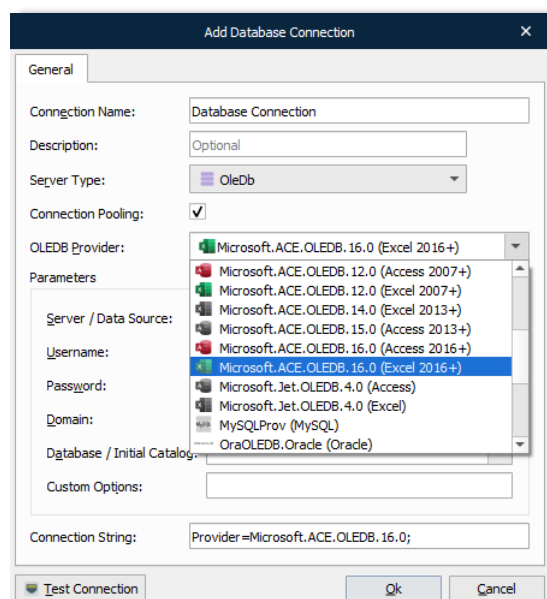 Add Database Connection
General
Connection Name: Database Connection
Description: Optional
Server Type: OleDb
Connection Pooling:
OLEDB Provider: Microsoft.ACE.OLEDB.16.0 (Excel 2016+)
Parameters
Microsoft.ACE.OLEDB.12.0 (Access 2007+)
Microsoft.ACE.OLEDB.12.0 (Excel 2007+)
Server / Data Source: Microsoft.ACE.OLEDB.14.0 (Excel 2013+)
Microsoft.ACE.OLEDB.15.0 (Access 2013+)
Username: Microsoft.ACE.OLEDB.16.0 (Access 2016+)
Microsoft.ACE.OLEDB.16.0 (Excel 2016+)
Password: Microsoft.Jet.OLEDB.4.0 (Access)
Microsoft.Jet.OLEDB.4.0 (Excel)
Domain: MySQLProv (MySQL)
OraOLEDB.Oracle (Oracle)
Database / Initial Catalog:
Custom Options:
Connection String: Provider=Microsoft.ACE.OLEDB.16.0;
Test Connection Ok Cancel